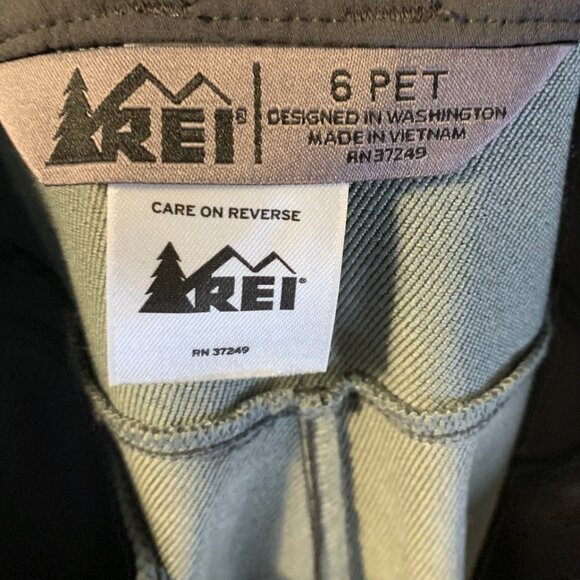 REI®
6 PET
DESIGNED IN WASHINGTON
MADE IN VIETNAM
RN 37249
CARE ON REVERSE
REI®
RN 37249